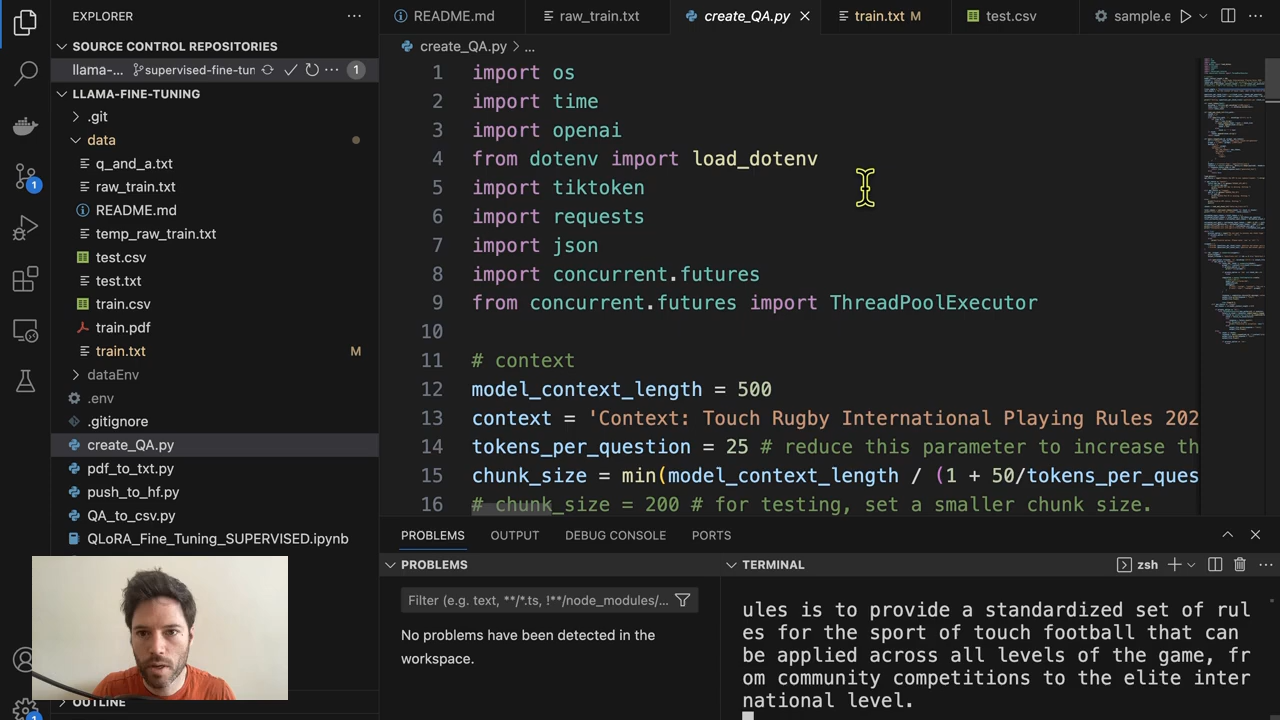 EXPLORER
SOURCE CONTROL REPOSITORIES
llama-... supervised-fine-tun 1
LLAMA-FINE-TUNING
.git
data
q_and_a.txt
raw_train.txt
README.md
temp_raw_train.txt
test.csv
test.txt
train.csv
train.pdf
train.txt M
dataEnv
.env
.gitignore
create_QA.py
pdf_to_txt.py
push_to_hf.py
QA_to_csv.py
QLoRA_Fine_Tuning_SUPERVISED.ipynb
OUTLINE
1
1
README.md raw_train.txt create_QA.py train.txt M test.csv sample.e
create_QA.py > ...
1 import os
2 import time
3 import openai
4 from dotenv import load_dotenv
5 import tiktoken
6 import requests
7 import json
8 import concurrent.futures
9 from concurrent.futures import ThreadPoolExecutor
10
11 # context
12 model_context_length = 500
13 context = 'Context: Touch Rugby International Playing Rules 202
14 tokens_per_question = 25 # reduce this parameter to increase th
15 chunk_size = min(model_context_length / (1 + 50/tokens_per_ques
16 # chunk_size = 200 # for testing, set a smaller chunk size.
PROBLEMS OUTPUT DEBUG CONSOLE PORTS
PROBLEMS
Filter (e.g. text, **/*.ts, !**/node_modules/...
No problems have been detected in the
workspace.
TERMINAL zsh
ules is to provide a standardized set of rul
es for the sport of touch football that can
be applied across all levels of the game, fr
om community competitions to the elite inter
national level.